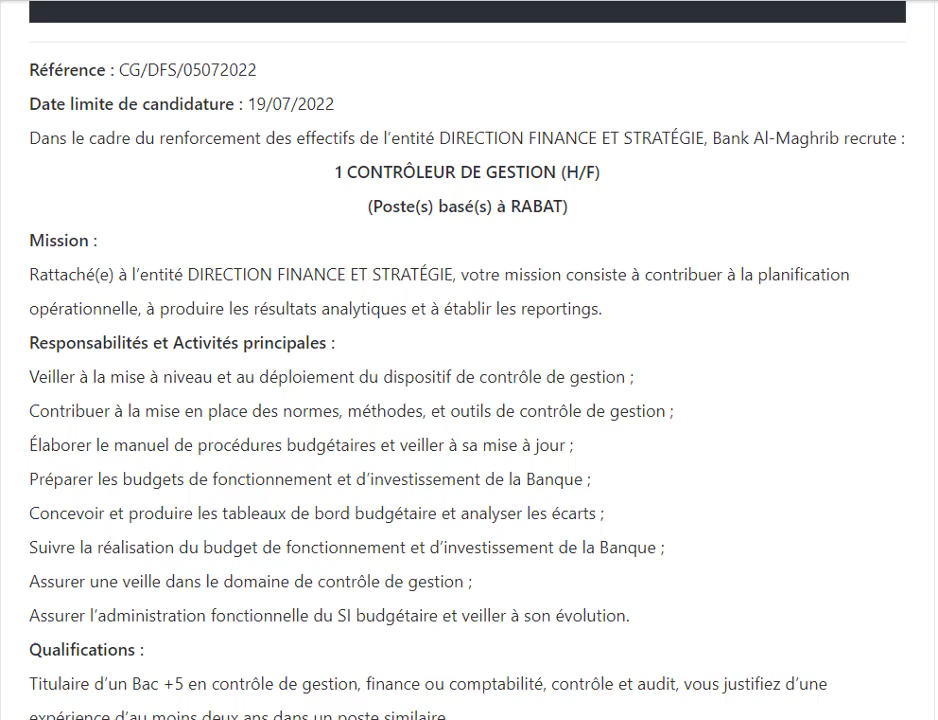 Référence : CG/DFS/05072022
Date limite de candidature : 19/07/2022
Dans le cadre du renforcement des effectifs de l’entité DIRECTION FINANCE ET STRATÉGIE, Bank Al-Maghrib recrute :
1 CONTRÔLEUR DE GESTION (H/F)
(Poste(s) basé(s) à RABAT)
Mission :
Rattaché(e) à l’entité DIRECTION FINANCE ET STRATÉGIE, votre mission consiste à contribuer à la planification
opérationnelle, à produire les résultats analytiques et à établir les reportings.
Responsabilités et Activités principales :
Veiller à la mise à niveau et au déploiement du dispositif de contrôle de gestion ;
Contribuer à la mise en place des normes, méthodes, et outils de contrôle de gestion ;
Élaborer le manuel de procédures budgétaires et veiller à sa mise à jour ;
Préparer les budgets de fonctionnement et d’investissement de la Banque ;
Concevoir et produire les tableaux de bord budgétaire et analyser les écarts ;
Suivre la réalisation du budget de fonctionnement et d’investissement de la Banque ;
Assurer une veille dans le domaine de contrôle de gestion ;
Assurer l’administration fonctionnelle du SI budgétaire et veiller à son évolution.
Qualifications :
Titulaire d’un Bac +5 en contrôle de gestion, finance ou comptabilité, contrôle et audit, vous justifiez d’une
expérience d’au moins deux ans dans un poste similaire